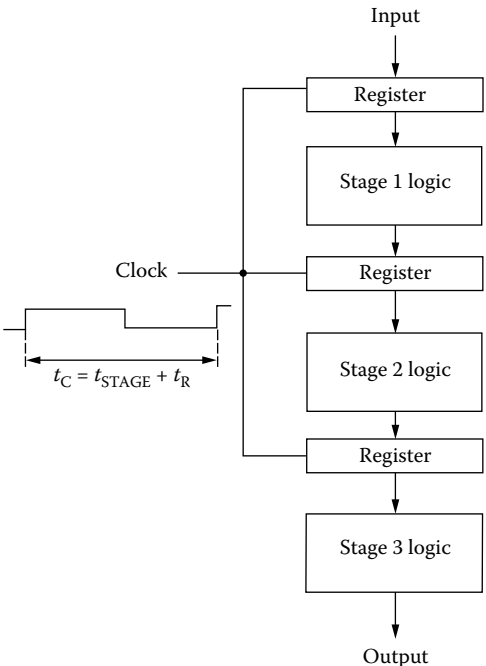 Input
Register
Stage 1 logic
Clock
Register
t_C = t_STAGE + t_R
Stage 2 logic
Register
Stage 3 logic
Output